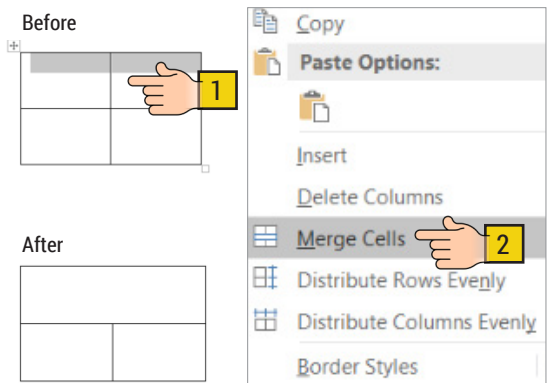 Before
1
After
Copy
Paste Options:
Insert
Delete Columns
Merge Cells
2
Distribute Rows Evenly
Distribute Columns Evenly
Border Styles